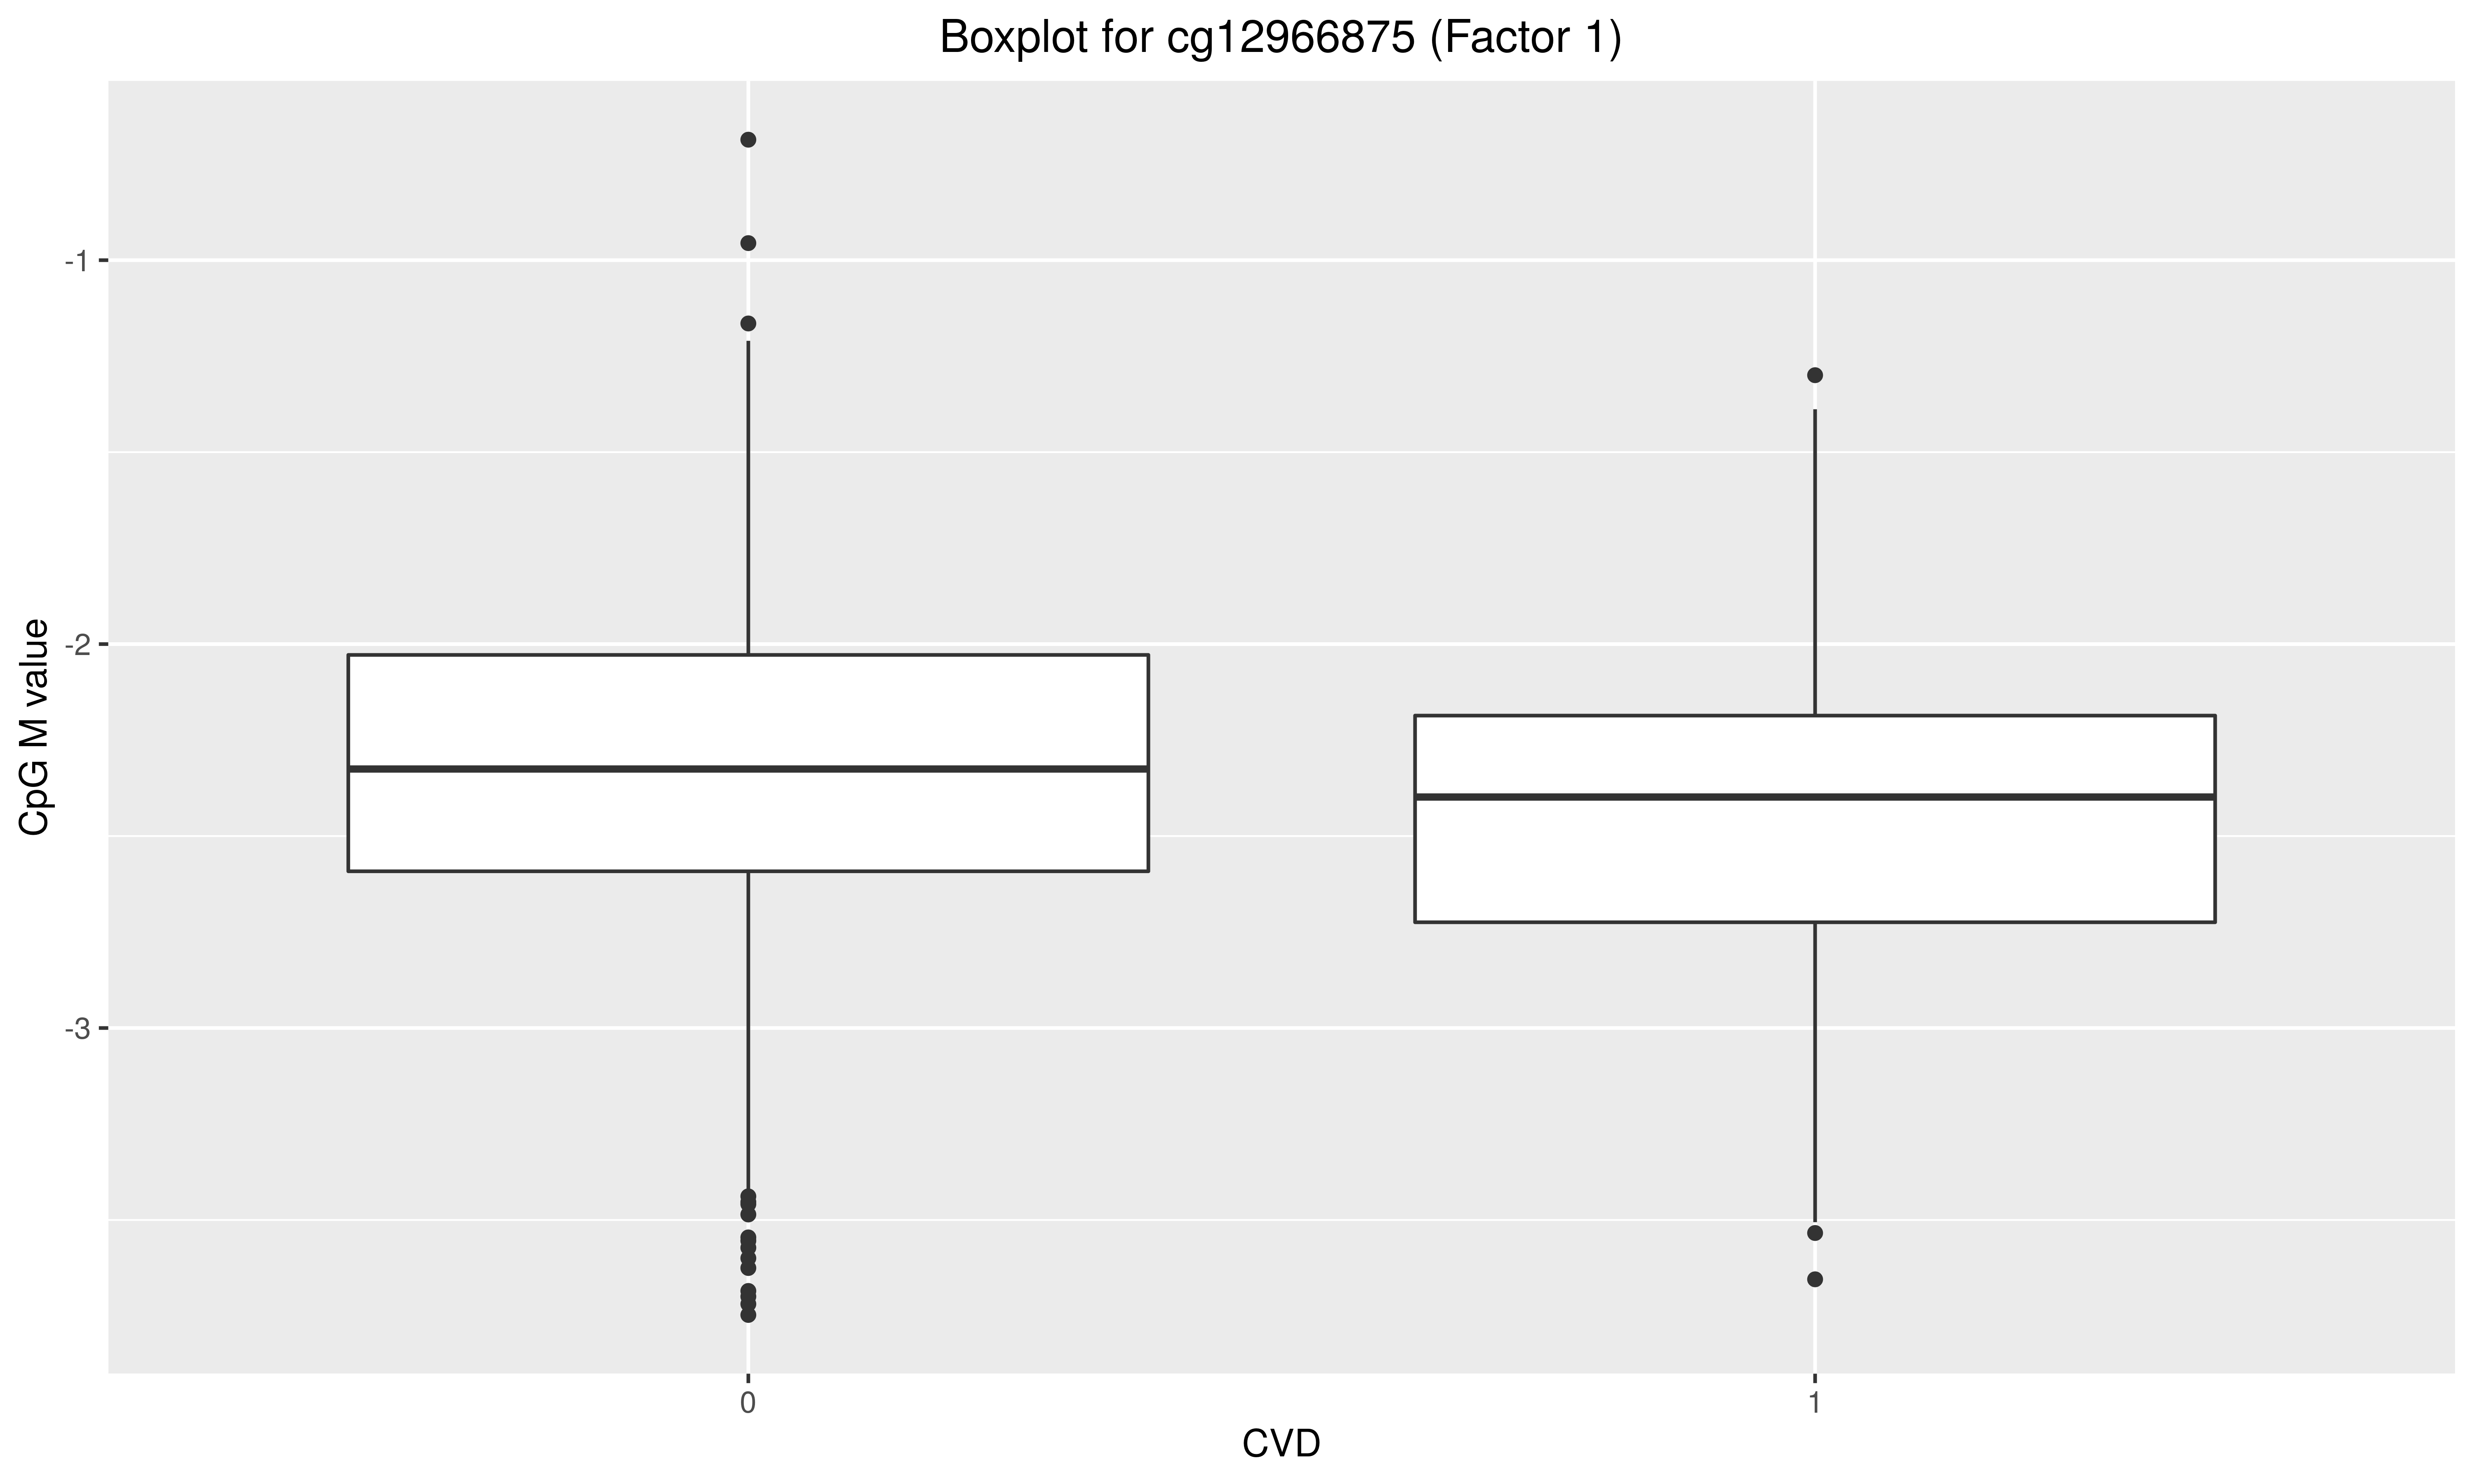 Boxplot for cg12966875 (Factor 1)
CpG M value
-1
-2
-3
0
1
CVD